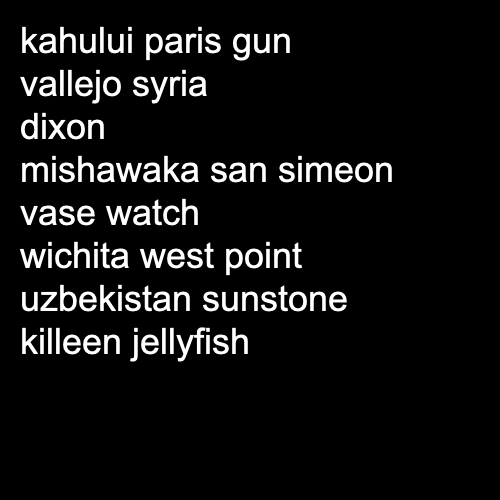 kahului paris gun
vallejo syria
dixon
mishawaka san simeon
vase watch
wichita west point
uzbekistan sunstone
killeen jellyfish